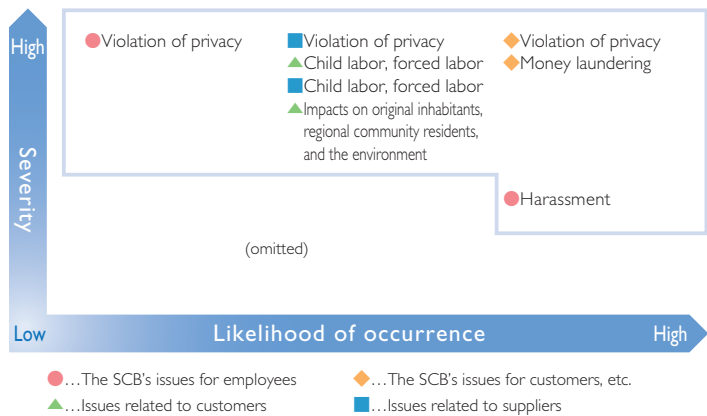 High
Severity
Low
Likelihood of occurrence
High
Violation of privacy
Violation of privacy
Child labor, forced labor
Child labor, forced labor
Impacts on original inhabitants,
regional community residents,
and the environment
Violation of privacy
Money laundering
Harassment
(omitted)
…The SCB's issues for employees
…The SCB's issues for customers, etc.
…Issues related to customers
…Issues related to suppliers